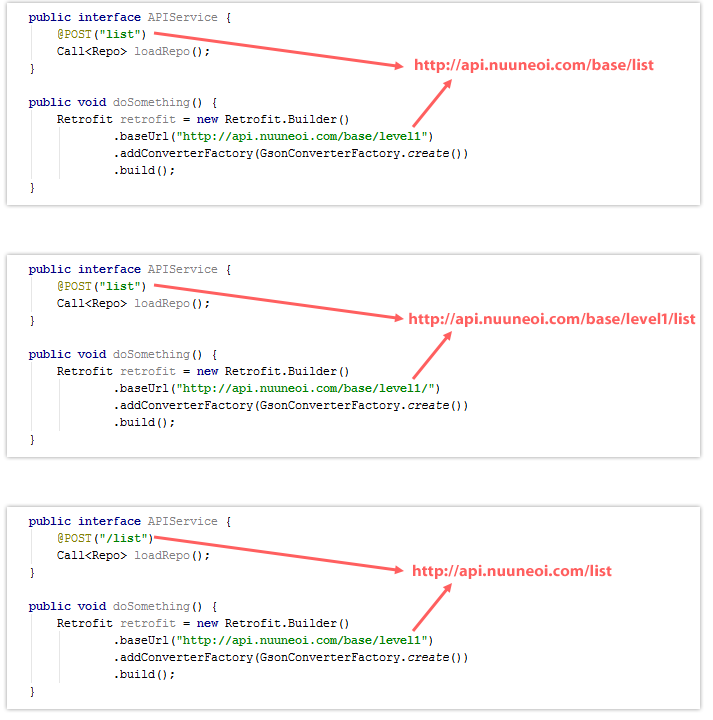 public interface APIService {
@POST("list")
Call<Repo> loadRepo();
}
http://api.nuuneoi.com/base/list
public void doSomething() {
Retrofit retrofit = new Retrofit.Builder()
.baseUrl("http://api.nuuneoi.com/base/level1")
.addConverterFactory(GsonConverterFactory.create())
.build();
}
public interface APIService {
@POST("list")
Call<Repo> loadRepo();
}
http://api.nuuneoi.com/base/level1/list
public void doSomething() {
Retrofit retrofit = new Retrofit.Builder()
.baseUrl("http://api.nuuneoi.com/base/level1/")
.addConverterFactory(GsonConverterFactory.create())
.build();
}
public interface APIService {
@POST("/list")
Call<Repo> loadRepo();
}
http://api.nuuneoi.com/list
public void doSomething() {
Retrofit retrofit = new Retrofit.Builder()
.baseUrl("http://api.nuuneoi.com/base/level1")
.addConverterFactory(GsonConverterFactory.create())
.build();
}